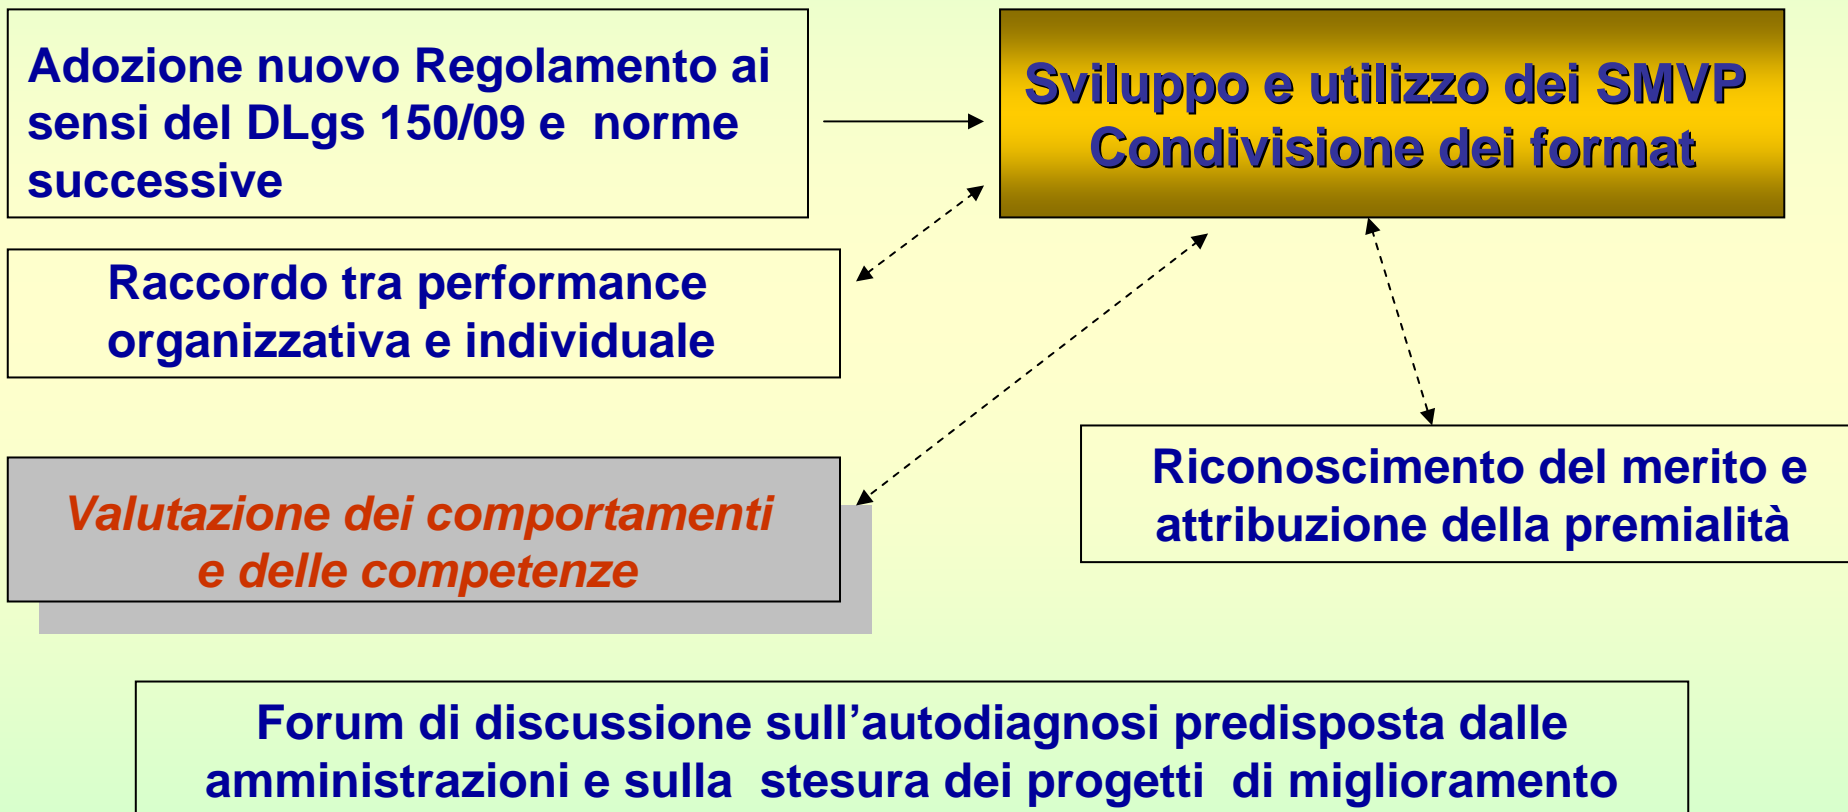 Adozione nuovo Regolamento ai
sensi del DLgs 150/09 e norme
successive
Sviluppo e utilizzo dei SMVP
Condivisione dei format
Raccordo tra performance
organizzativa e individuale
Valutazione dei comportamenti
e delle competenze
Riconoscimento del merito e
attribuzione della premialità
Forum di discussione sull’autodiagnosi predisposta dalle
amministrazioni e sulla stesura dei progetti di miglioramento